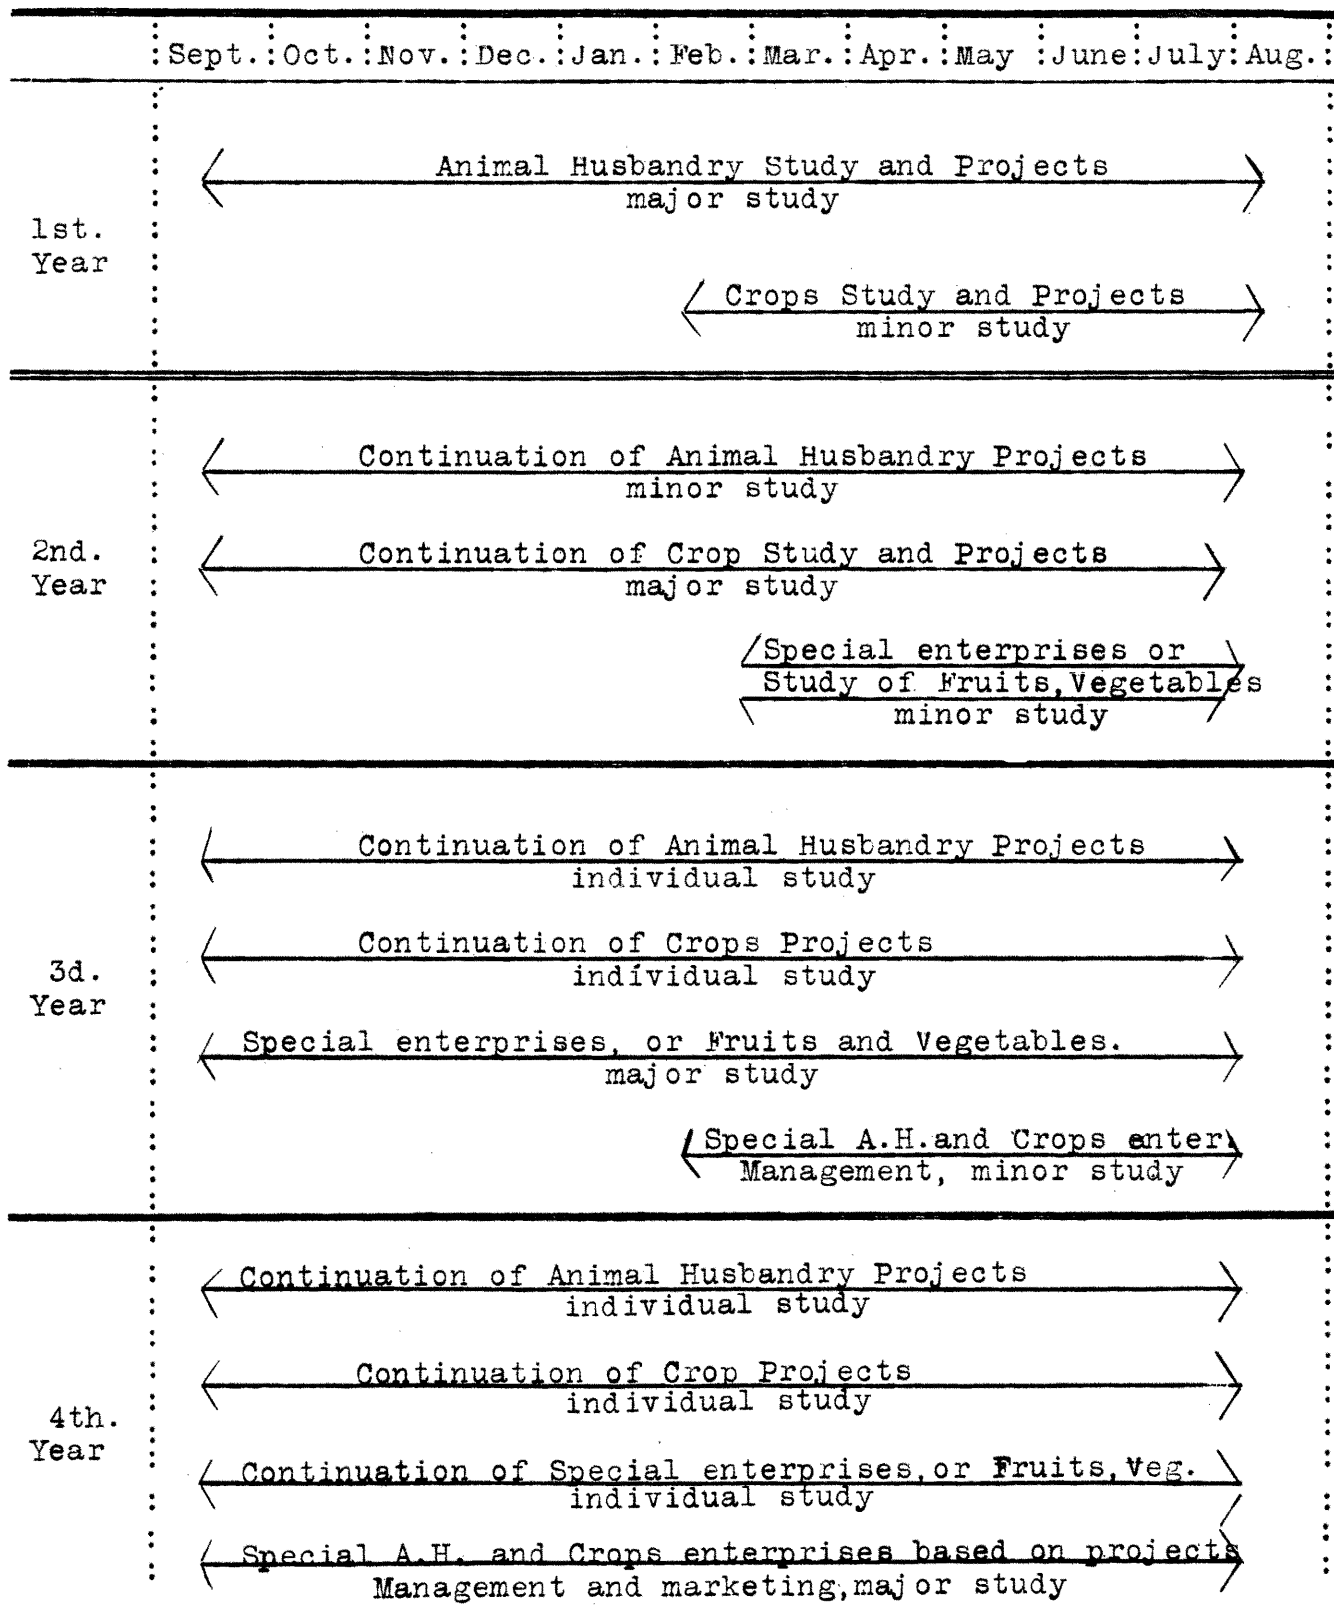 Sept. Oct. Nov. Dec. Jan. Feb. Mar. Apr. May June July Aug.
Animal Husbandry Study and Projects
major study
1st.
Year
Crops Study and Projects
minor study
Continuation of Animal Husbandry Projects
minor study
2nd.
Year
Continuation of Crop Study and Projects
major study
Special enterprises or
Study of Fruits,Vegetables
minor study
Continuation of Animal Husbandry Projects
individual study
Continuation of Crops Projects
individual study
3d.
Year
Special enterprises, or Fruits and Vegetables.
major study
Special A.H.and Crops enter.
Management, minor study
Continuation of Animal Husbandry Projects
individual study
Continuation of Crop Projects
individual study
4th.
Year
Continuation of Special enterprises,or Fruits,Veg.
individual study
Special A.H. and Crops enterprises based on projects
Management and marketing,major study